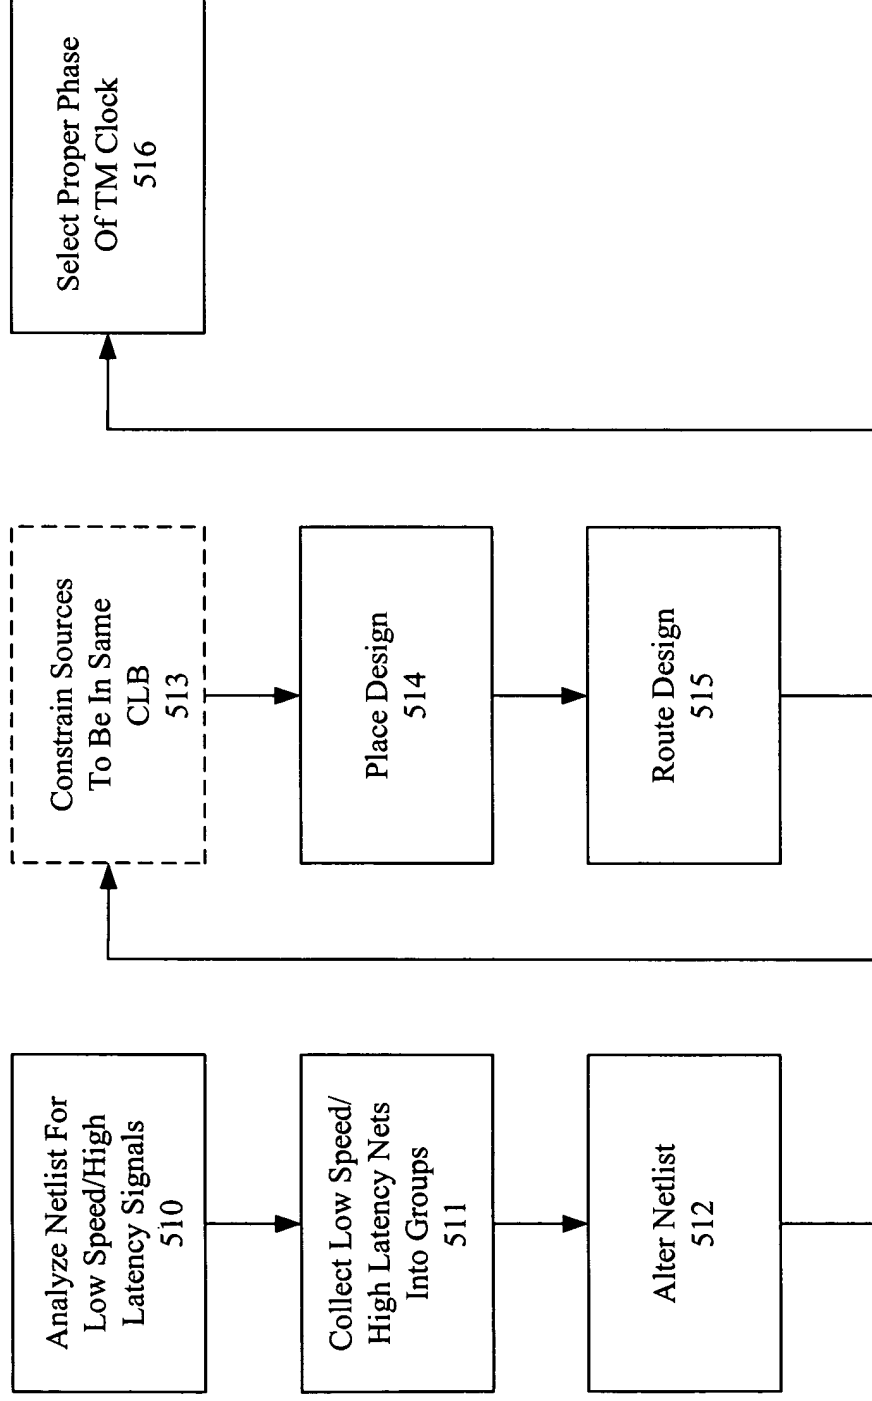 Analyze Netlist For
Low Speed/High
Latency Signals
510
Collect Low Speed/
High Latency Nets
Into Groups
511
Alter Netlist
512
Constrain Sources
To Be In Same
CLB
513
Place Design
514
Route Design
515
Select Proper Phase
Of TM Clock
516